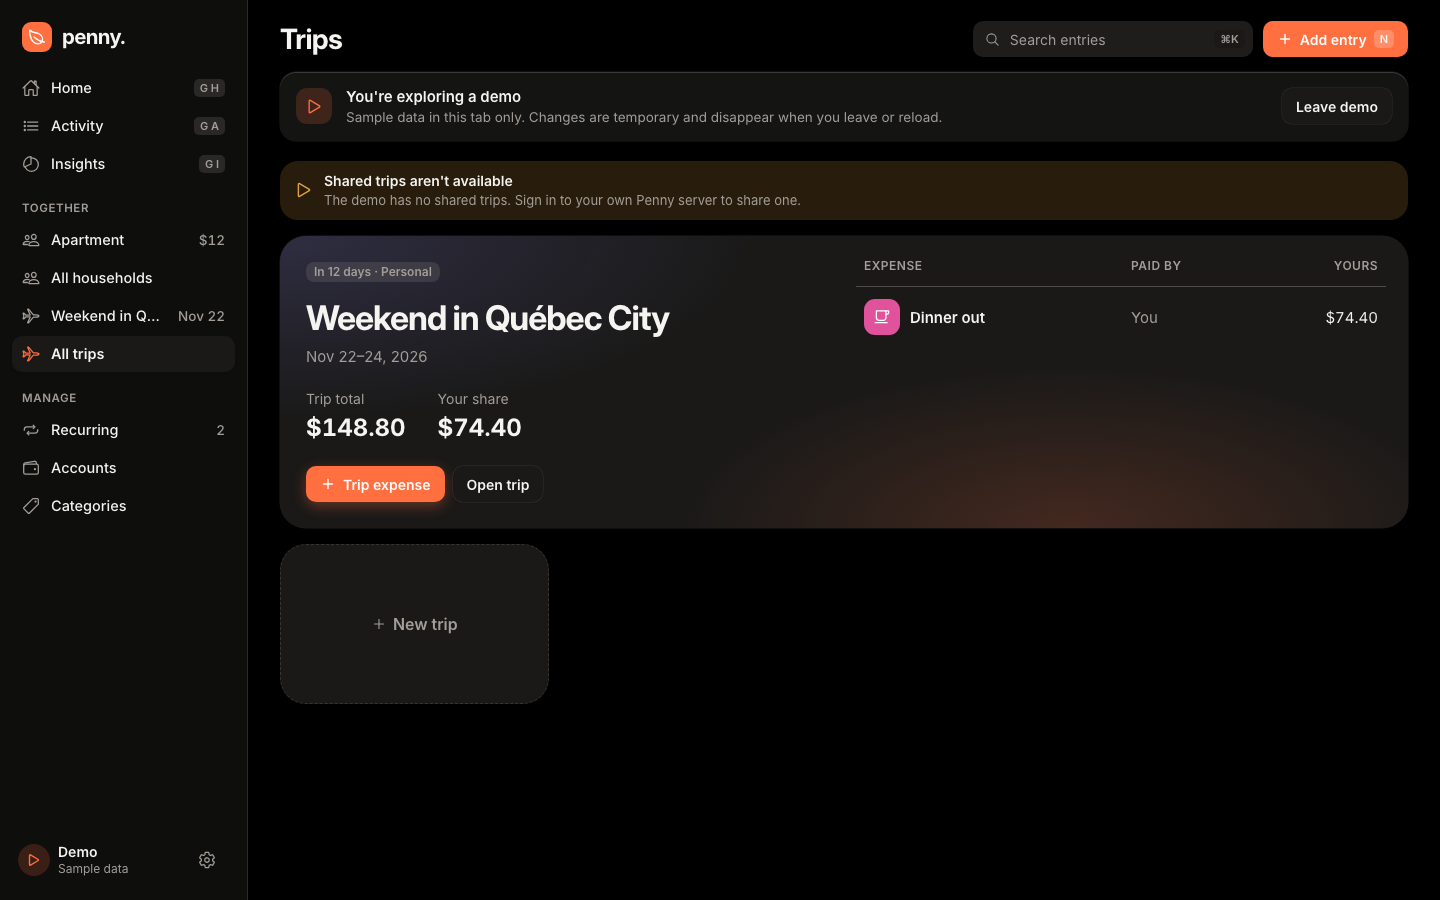 penny.
Home G H
Activity G A
Insights G I
TOGETHER
Apartment $12
All households
Weekend in Q... Nov 22
All trips
MANAGE
Recurring 2
Accounts
Categories
Demo
Sample data
Trips
Search entries ⌘K
Add entry N
You're exploring a demo
Sample data in this tab only. Changes are temporary and disappear when you leave or reload.
Leave demo
Shared trips aren't available
The demo has no shared trips. Sign in to your own Penny server to share one.
In 12 days · Personal
Weekend in Québec City
Nov 22–24, 2026
Trip total Your share
$148.80 $74.40
+ Trip expense Open trip
EXPENSE PAID BY YOURS
Dinner out You $74.40
+ New trip